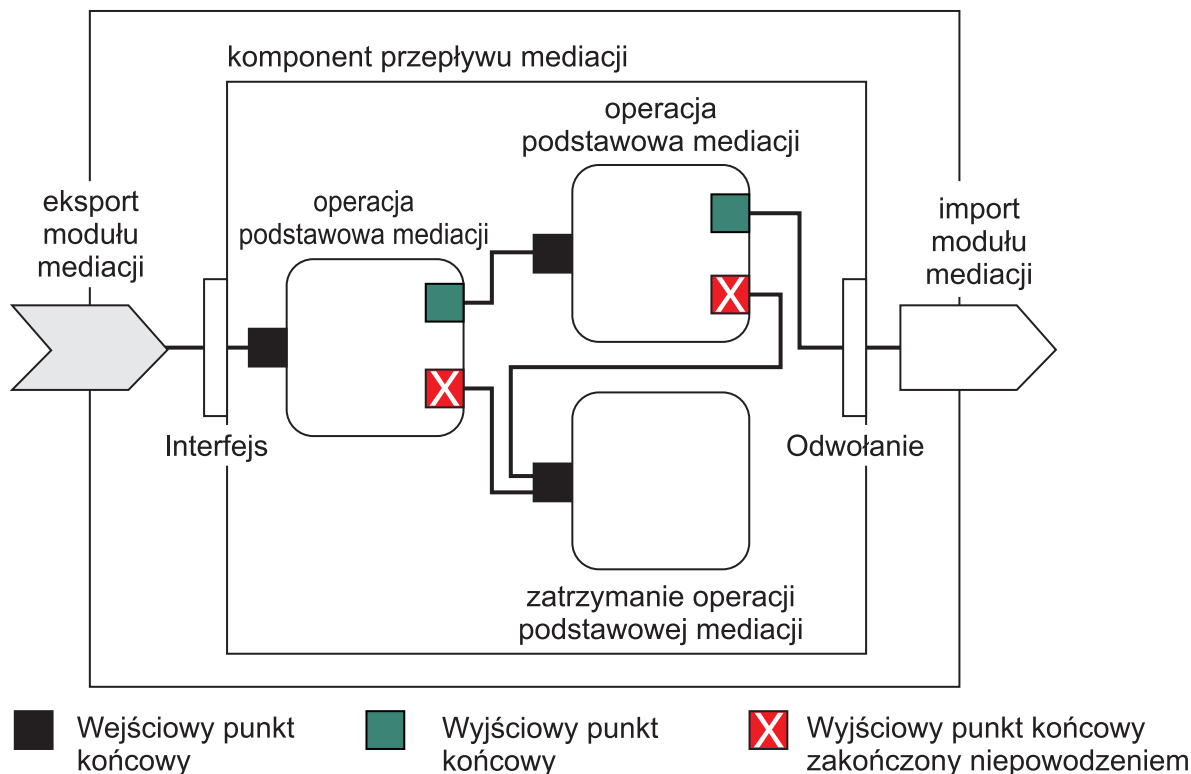 komponent przepływu mediacji
operacja
podstawowa mediacji
eksport
modułu
mediacji
operacja
podstawowa mediacji
import
modułu
mediacji
X
X
Interfejs
Odwołanie
zatrzymanie operacji
podstawowej mediacji
Wejściowy punkt
końcowy
Wyjściowy punkt
końcowy
X
Wyjściowy punkt końcowy
zakończony niepowodzeniem